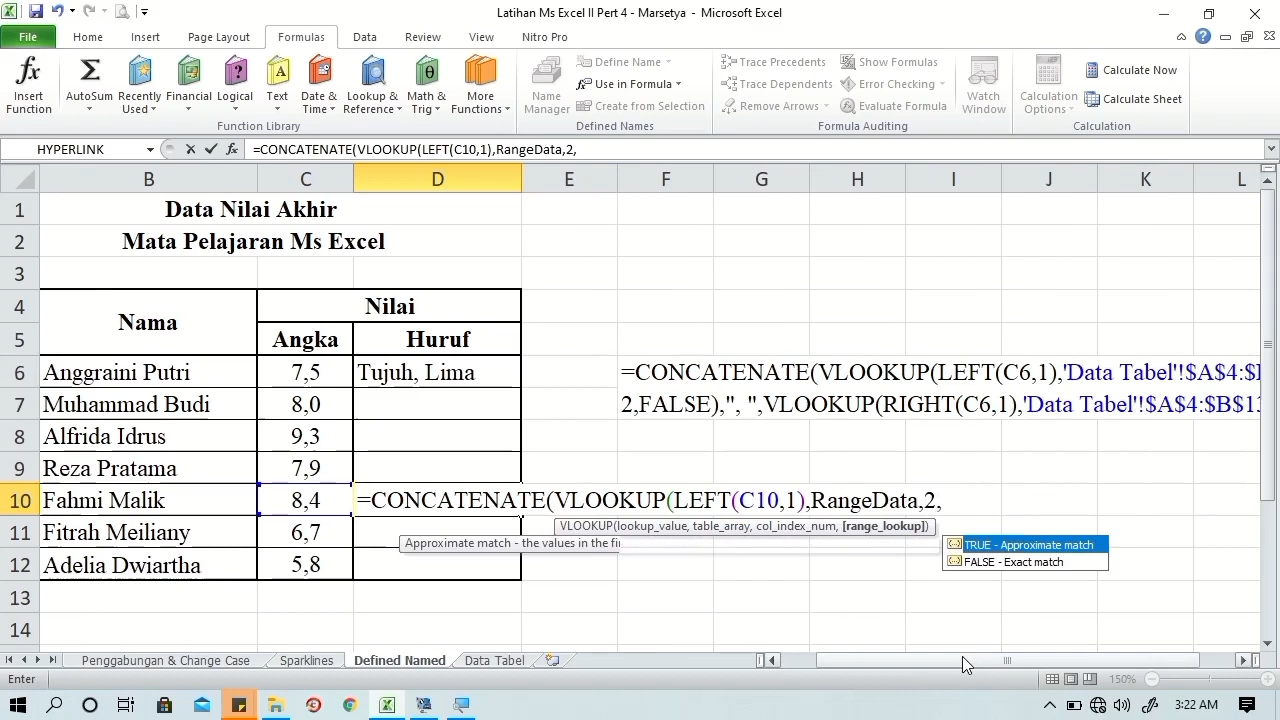 Latihan Ms Excel II Pert 4 - Marsetya - Microsoft Excel
File Home Insert Page Layout Formulas Data Review View Nitro Pro
Insert Function
AutoSum
Recently Used
Financial
Logical
Text
Date & Time
Lookup & Reference
Math & Trig
More Functions
Function Library
Name Manager
Define Name
Use in Formula
Create from Selection
Defined Names
Trace Precedents
Trace Dependents
Remove Arrows
Show Formulas
Error Checking
Evaluate Formula
Formula Auditing
Watch Window
Calculation Options
Calculate Now
Calculate Sheet
Calculation
HYPERLINK fx =CONCATENATE(VLOOKUP(LEFT(C10,1),RangeData,2,
B C D E F G H I J K L
1 Data Nilai Akhir
2 Mata Pelajaran Ms Excel
3
4 Nama Nilai
5 Angka Huruf
6 Anggraini Putri 7,5 Tujuh, Lima =CONCATENATE(VLOOKUP(LEFT(C6,1),'Data Tabel'!$A$4:$
7 Muhammad Budi 8,0 2,FALSE),", ",VLOOKUP(RIGHT(C6,1),'Data Tabel'!$A$4:$B$13
8 Alfrida Idrus 9,3
9 Reza Pratama 7,9
10 Fahmi Malik 8,4 =CONCATENATE(VLOOKUP(LEFT(C10,1),RangeData,2,
VLOOKUP(lookup_value, table_array, col_index_num, [range_lookup])
11 Fitrah Meiliany 6,7
Approximate match - the values in the fir
TRUE - Approximate match
FALSE - Exact match
12 Adelia Dwiartha 5,8
13
14
Penggabungan & Change Case Sparklines Defined Named Data Tabel
Enter 150%
3:22 AM